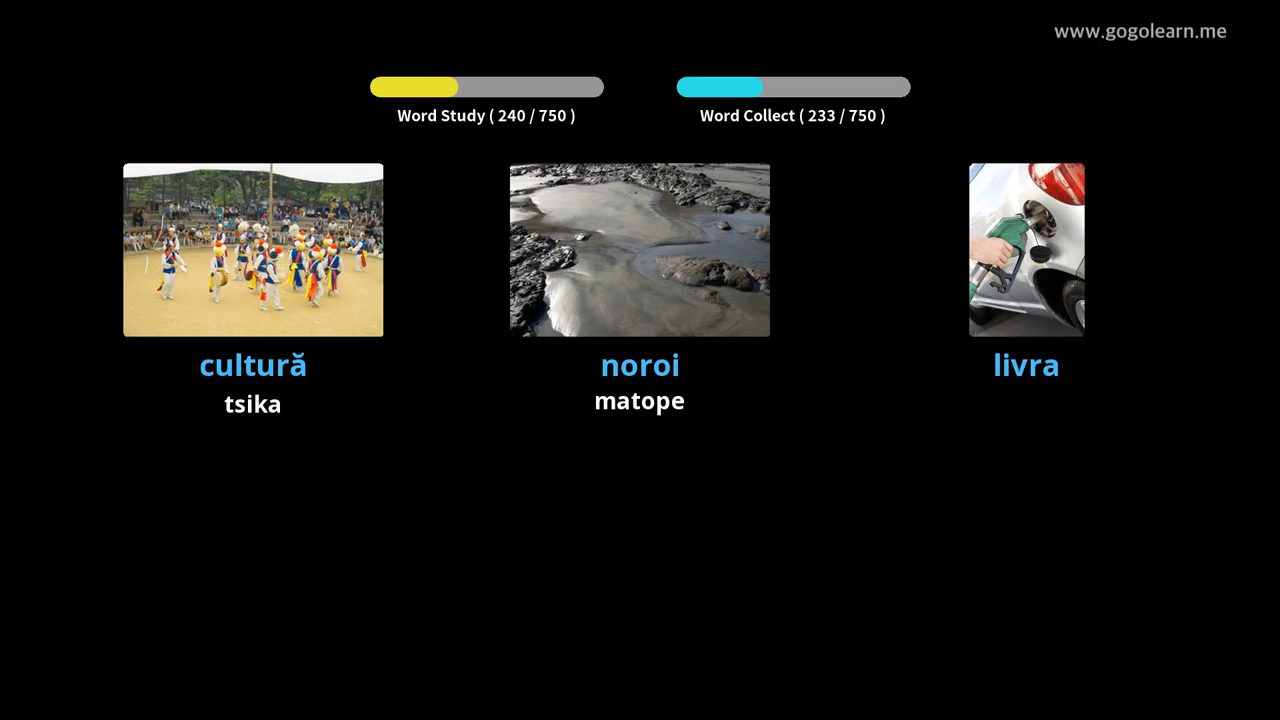 www.gogolearn.me
Word Study ( 240 / 750 )
Word Collect ( 233 / 750 )
cultură
noroi
livra
tsika
matope